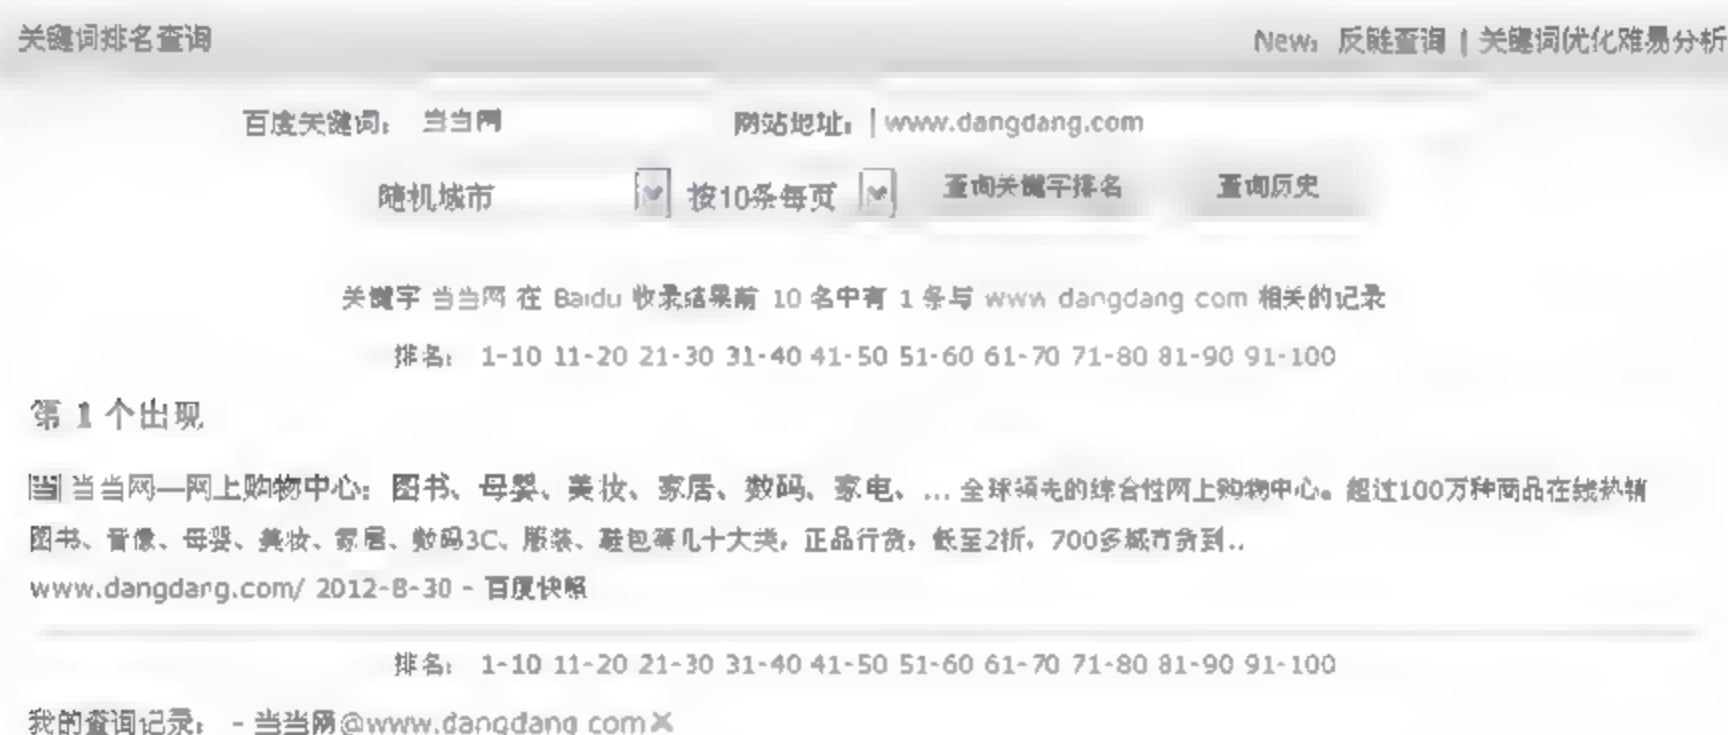 关键词排名查询 New: 反链查询 | 关键词优化难易分析
百度关键词: 当当网 网站地址: www.dangdang.com
随机城市 按10条每页 查询关键字排名 查询历史
关键字 当当网 在 Baidu 收录结果前 10 名中有 1 条与 www.dangdang.com 相关的记录
排名: 1-10 11-20 21-30 31-40 41-50 51-60 61-70 71-80 81-90 91-100
第 1 个出现
当 当当网—网上购物中心: 图书、母婴、美妆、家居、数码、家电、... 全球领先的综合性网上购物中心。超过100万种商品在线热销
图书、音像、母婴、美妆、家居、数码3C、服装、鞋包等几十大类,正品行货,低至2折,700多城市货到..
www.dangdang.com/ 2012-8-30 - 百度快照
排名: 1-10 11-20 21-30 31-40 41-50 51-60 61-70 71-80 81-90 91-100
我的查询记录: - 当当网@www.dangdang.com✕